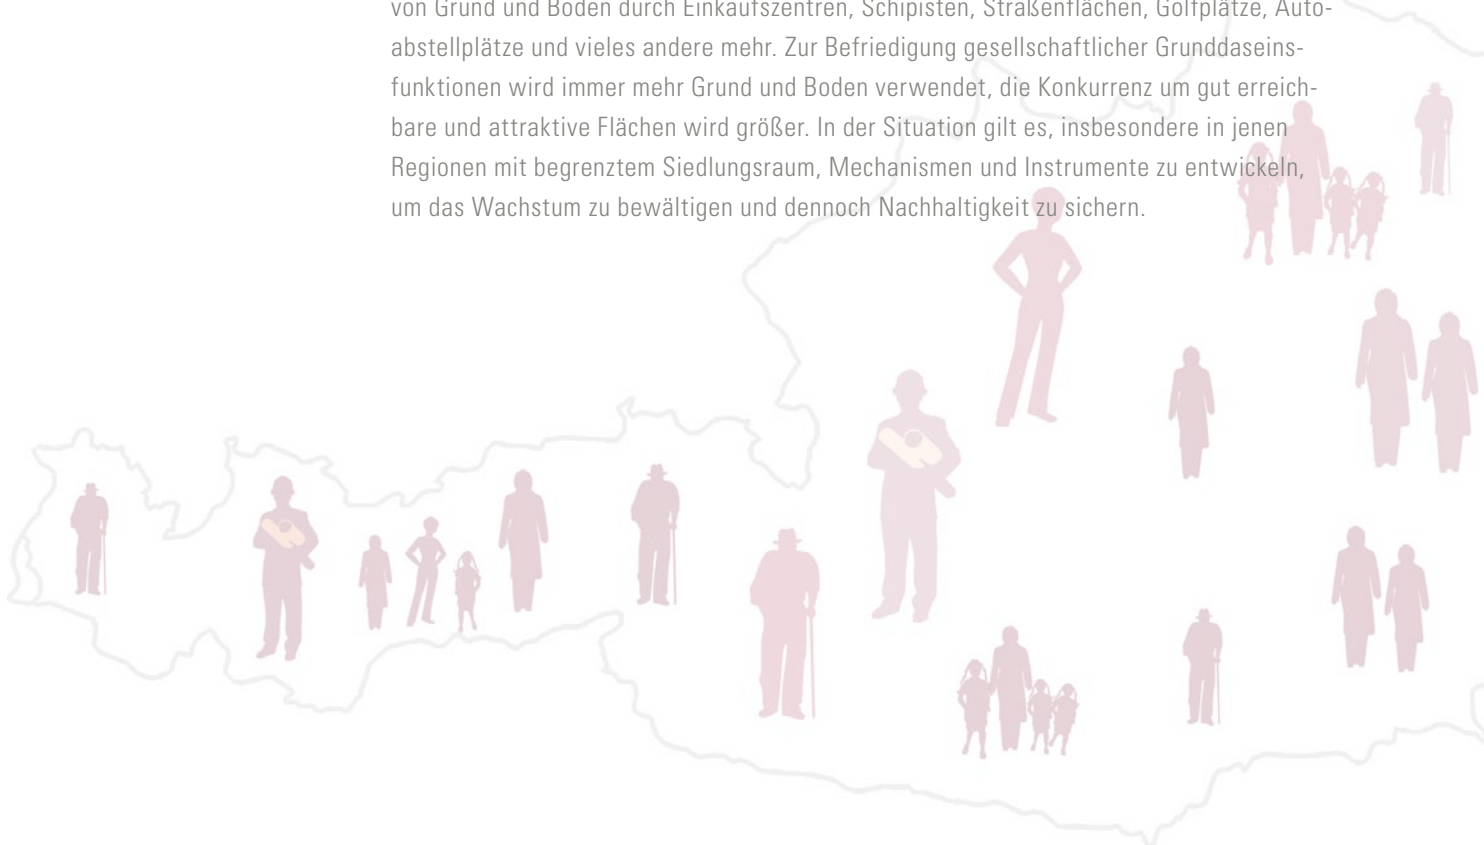 von Grund und Boden durch Einkaufszentren, Schipisten, Straßenflächen, Golfplätze, Auto-
abstellplätze und vieles andere mehr. Zur Befriedigung gesellschaftlicher Grunddaseins-
funktionen wird immer mehr Grund und Boden verwendet, die Konkurrenz um gut erreich-
bare und attraktive Flächen wird größer. In der Situation gilt es, insbesondere in jenen
Regionen mit begrenztem Siedlungsraum, Mechanismen und Instrumente zu entwickeln,
um das Wachstum zu bewältigen und dennoch Nachhaltigkeit zu sichern.